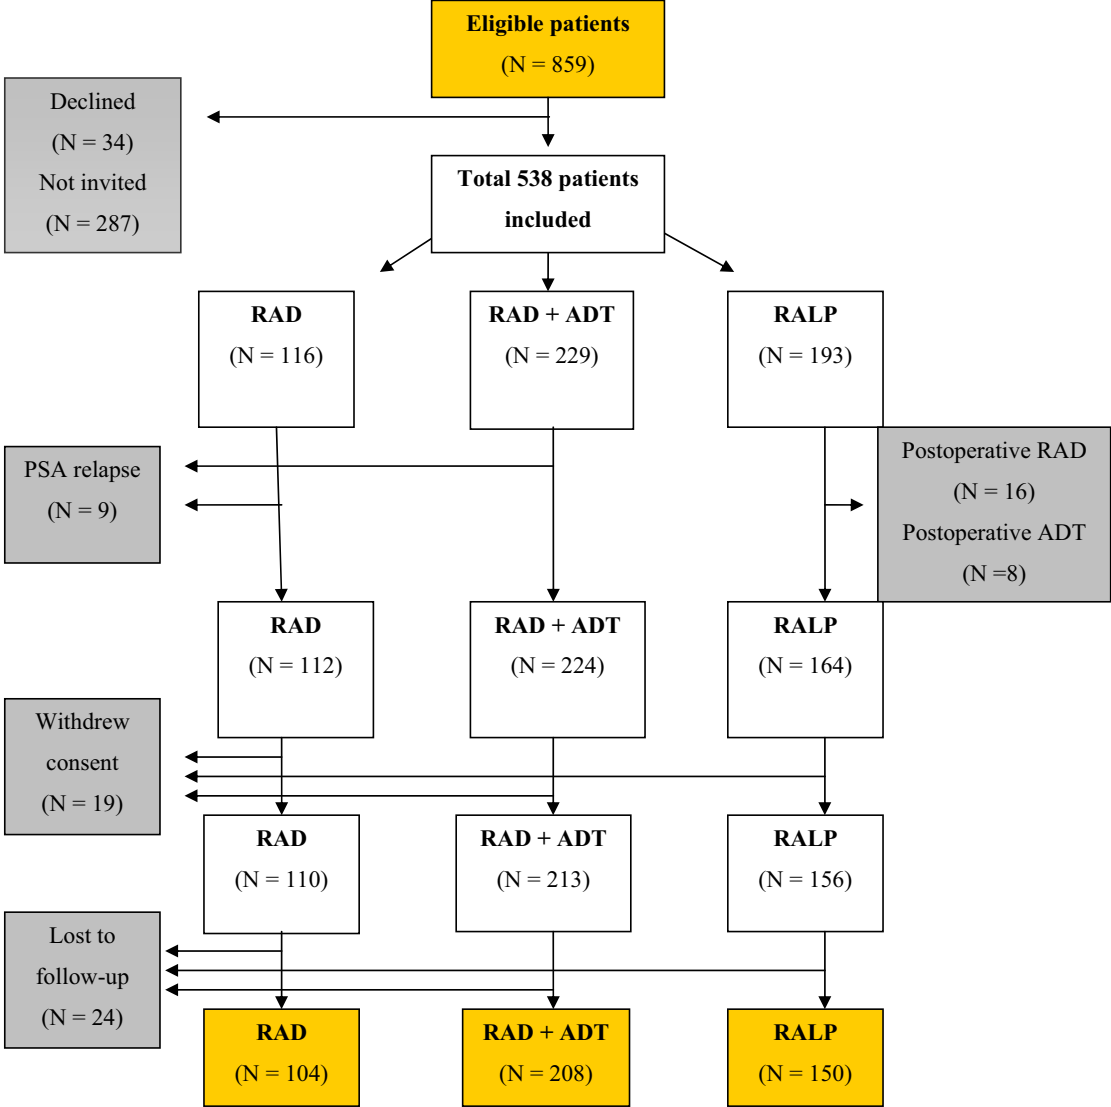 Eligible patients
(N = 859)
Declined
(N = 34)
Not invited
(N = 287)
Total 538 patients
included
RAD
(N = 116)
RAD + ADT
(N = 229)
RALP
(N = 193)
PSA relapse
(N = 9)
Postoperative RAD
(N = 16)
Postoperative ADT
(N =8)
RAD
(N = 112)
RAD + ADT
(N = 224)
RALP
(N = 164)
Withdrew
consent
(N = 19)
RAD
(N = 110)
RAD + ADT
(N = 213)
RALP
(N = 156)
Lost to
follow-up
(N = 24)
RAD
(N = 104)
RAD + ADT
(N = 208)
RALP
(N = 150)